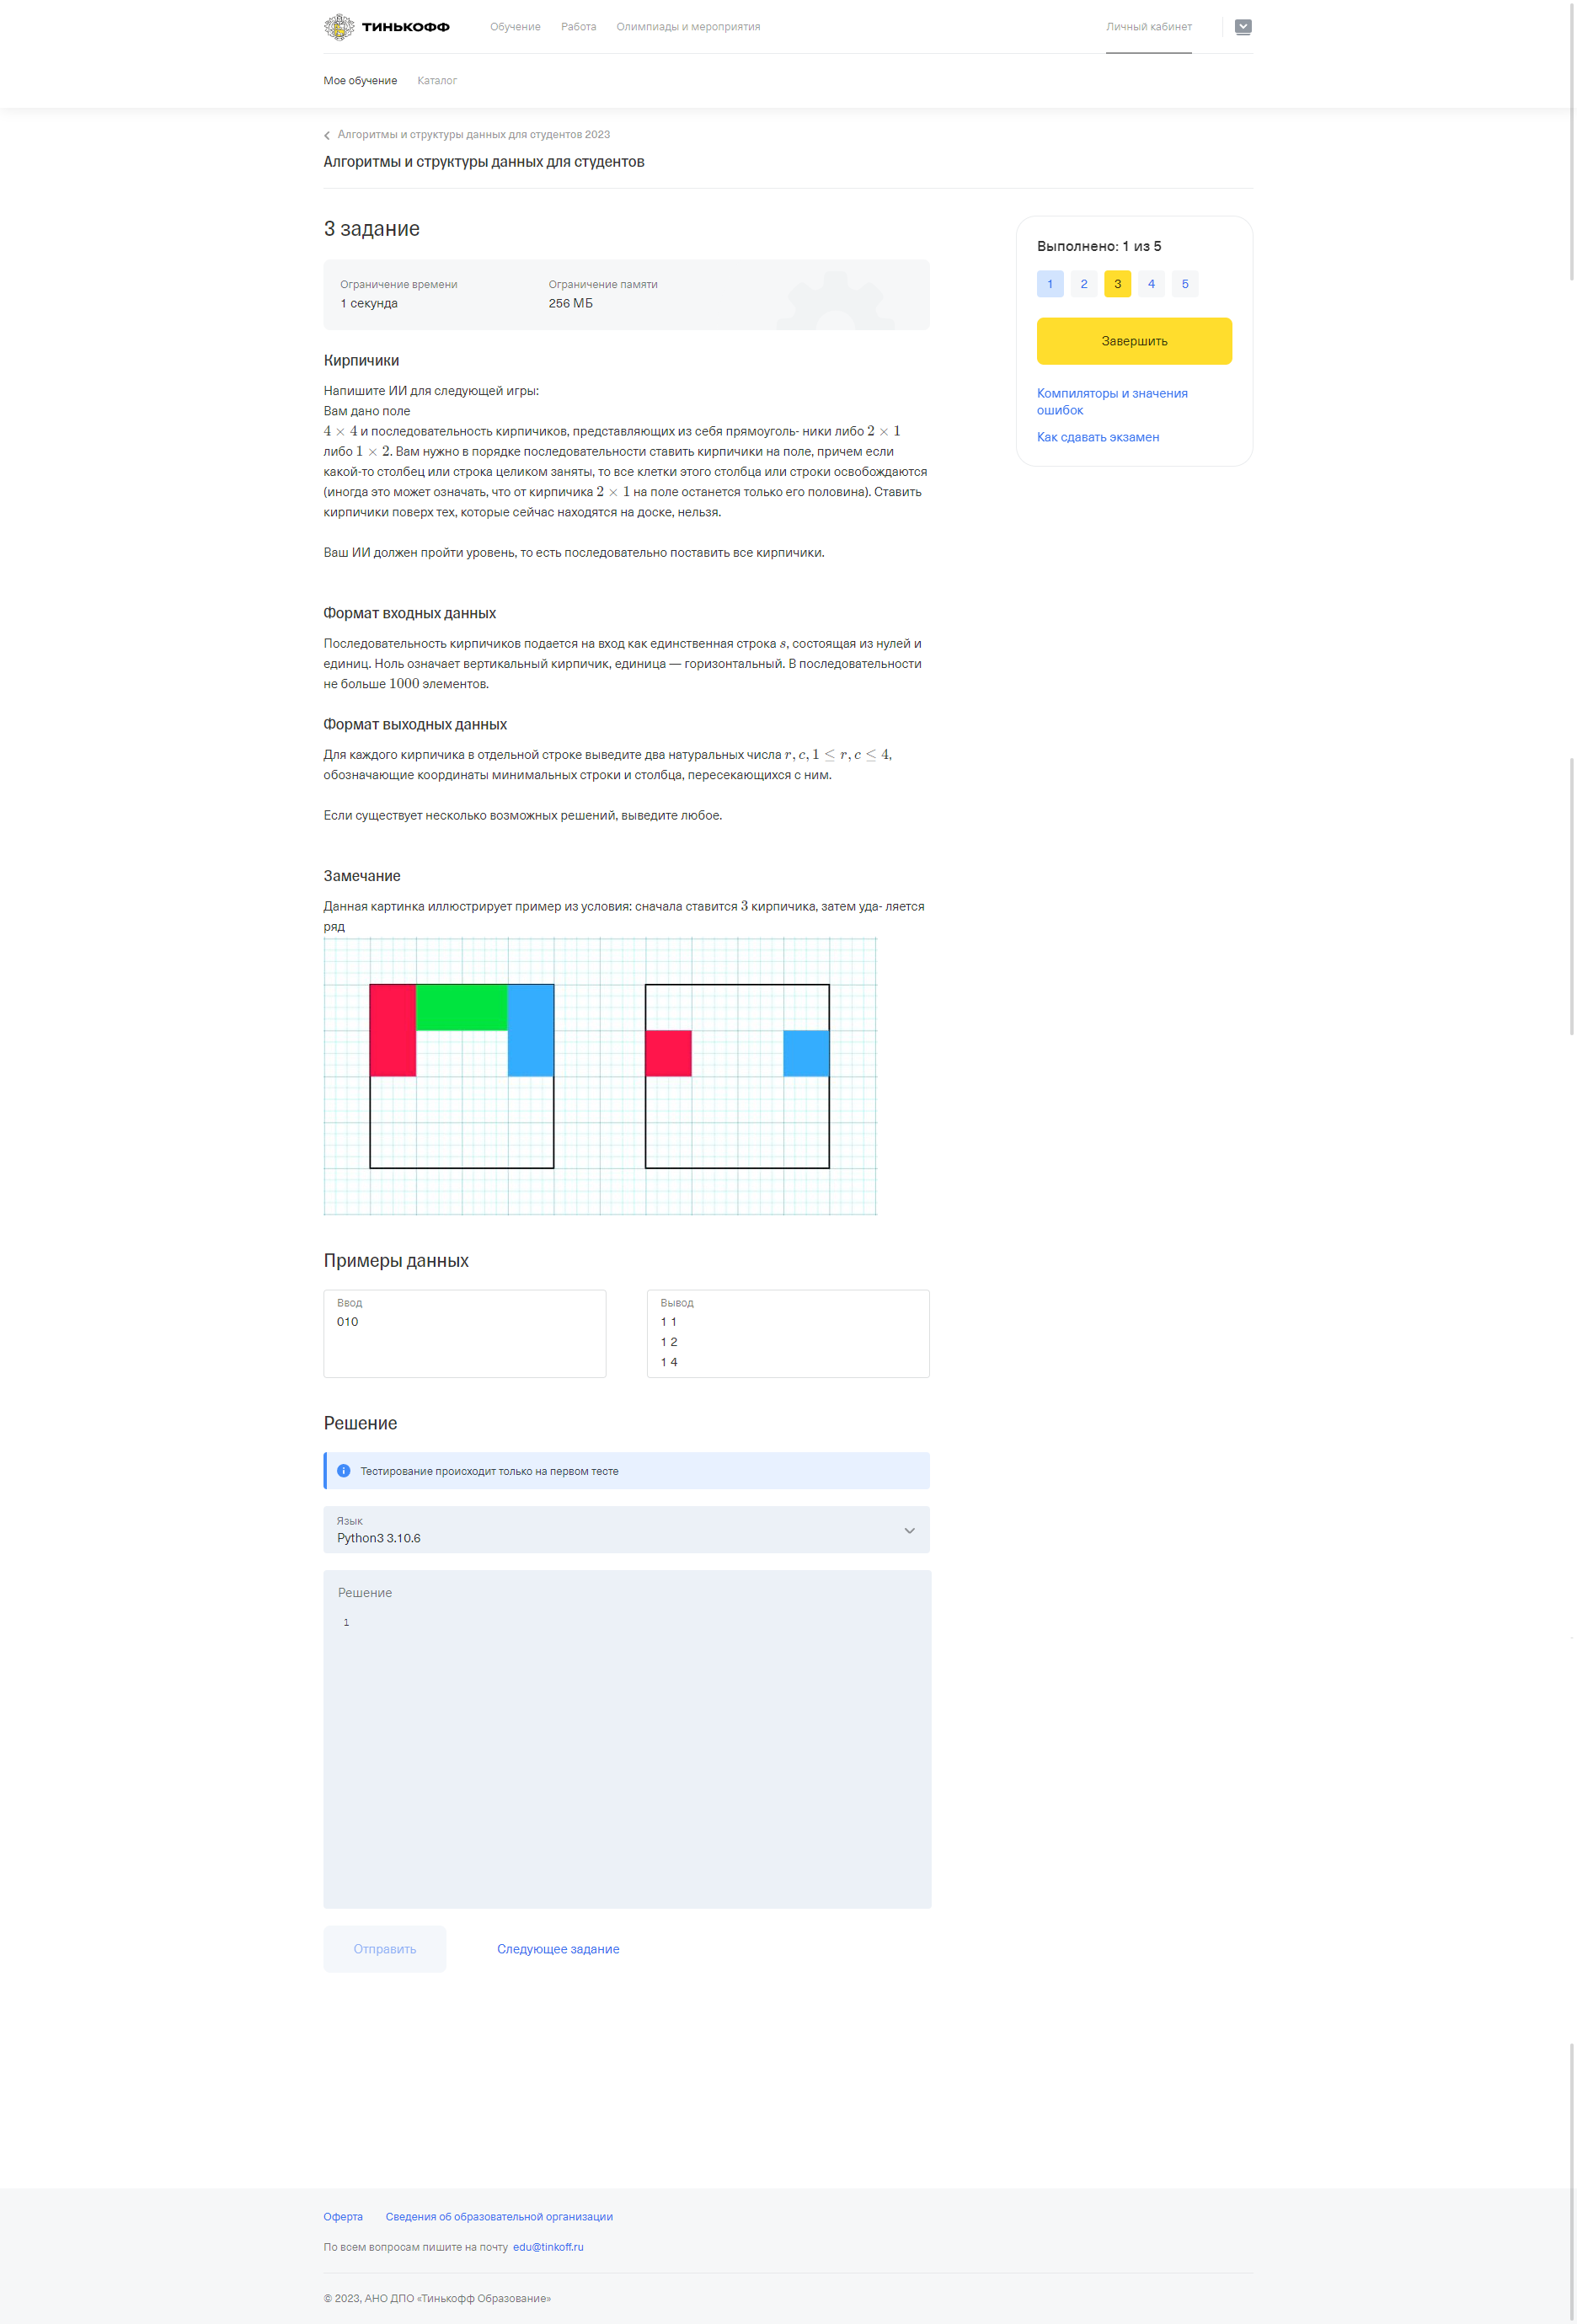 ТИНЬКОФФ
Обучение Работа Олимпиады и мероприятия Личный кабинет
Мое обучение Каталог
Алгоритмы и структуры данных для студентов 2023
Алгоритмы и структуры данных для студентов
3 задание
Ограничение времени Ограничение памяти
1 секунда 256 МБ
Выполнено: 1 из 5
1 2 3 4 5
Завершить
Компиляторы и значения
ошибок
Как сдавать экзамен
Кирпичики
Напишите ИИ для следующей игры:
Вам дано поле
4 × 4 и последовательность кирпичиков, представляющих из себя прямоуголь- ники либо 2 × 1
либо 1 × 2. Вам нужно в порядке последовательности ставить кирпичики на поле, причем если
какой-то столбец или строка целиком заняты, то все клетки этого столбца или строки освобождаются
(иногда это может означать, что от кирпичика 2 × 1 на поле останется только его половина). Ставить
кирпичики поверх тех, которые сейчас находятся на доске, нельзя.
Ваш ИИ должен пройти уровень, то есть последовательно поставить все кирпичики.
Формат входных данных
Последовательность кирпичиков подается на вход как единственная строка s, состоящая из нулей и
единиц. Ноль означает вертикальный кирпичик, единица — горизонтальный. В последовательности
не больше 1000 элементов.
Формат выходных данных
Для каждого кирпичика в отдельной строке выведите два натуральных числа r, c, 1 ≤ r, c ≤ 4,
обозначающие координаты минимальных строки и столбца, пересекающихся с ним.
Если существует несколько возможных решений, выведите любое.
Замечание
Данная картинка иллюстрирует пример из условия: сначала ставится 3 кирпичика, затем уда- ляется
ряд
Примеры данных
Ввод
010
Вывод
1 1
1 2
1 4
Решение
Тестирование происходит только на первом тесте
Язык
Python3 3.10.6
Решение
1
Отправить Следующее задание
Оферта Сведения об образовательной организации
По всем вопросам пишите на почту edu@tinkoff.ru
© 2023, АНО ДПО «Тинькофф Образование»